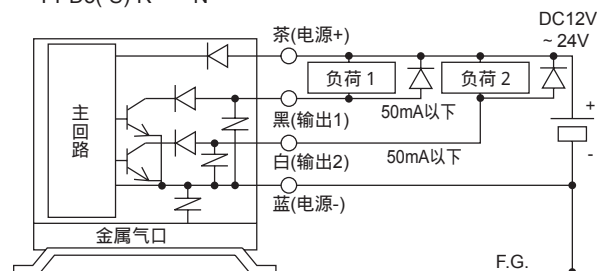 DC12V
~ 24V
茶(电源+)
负荷 1
负荷 2
主回路
黑(输出1)
50mA以下
+
-
白(输出2)
50mA以下
蓝(电源-)
金属气口
F.G.